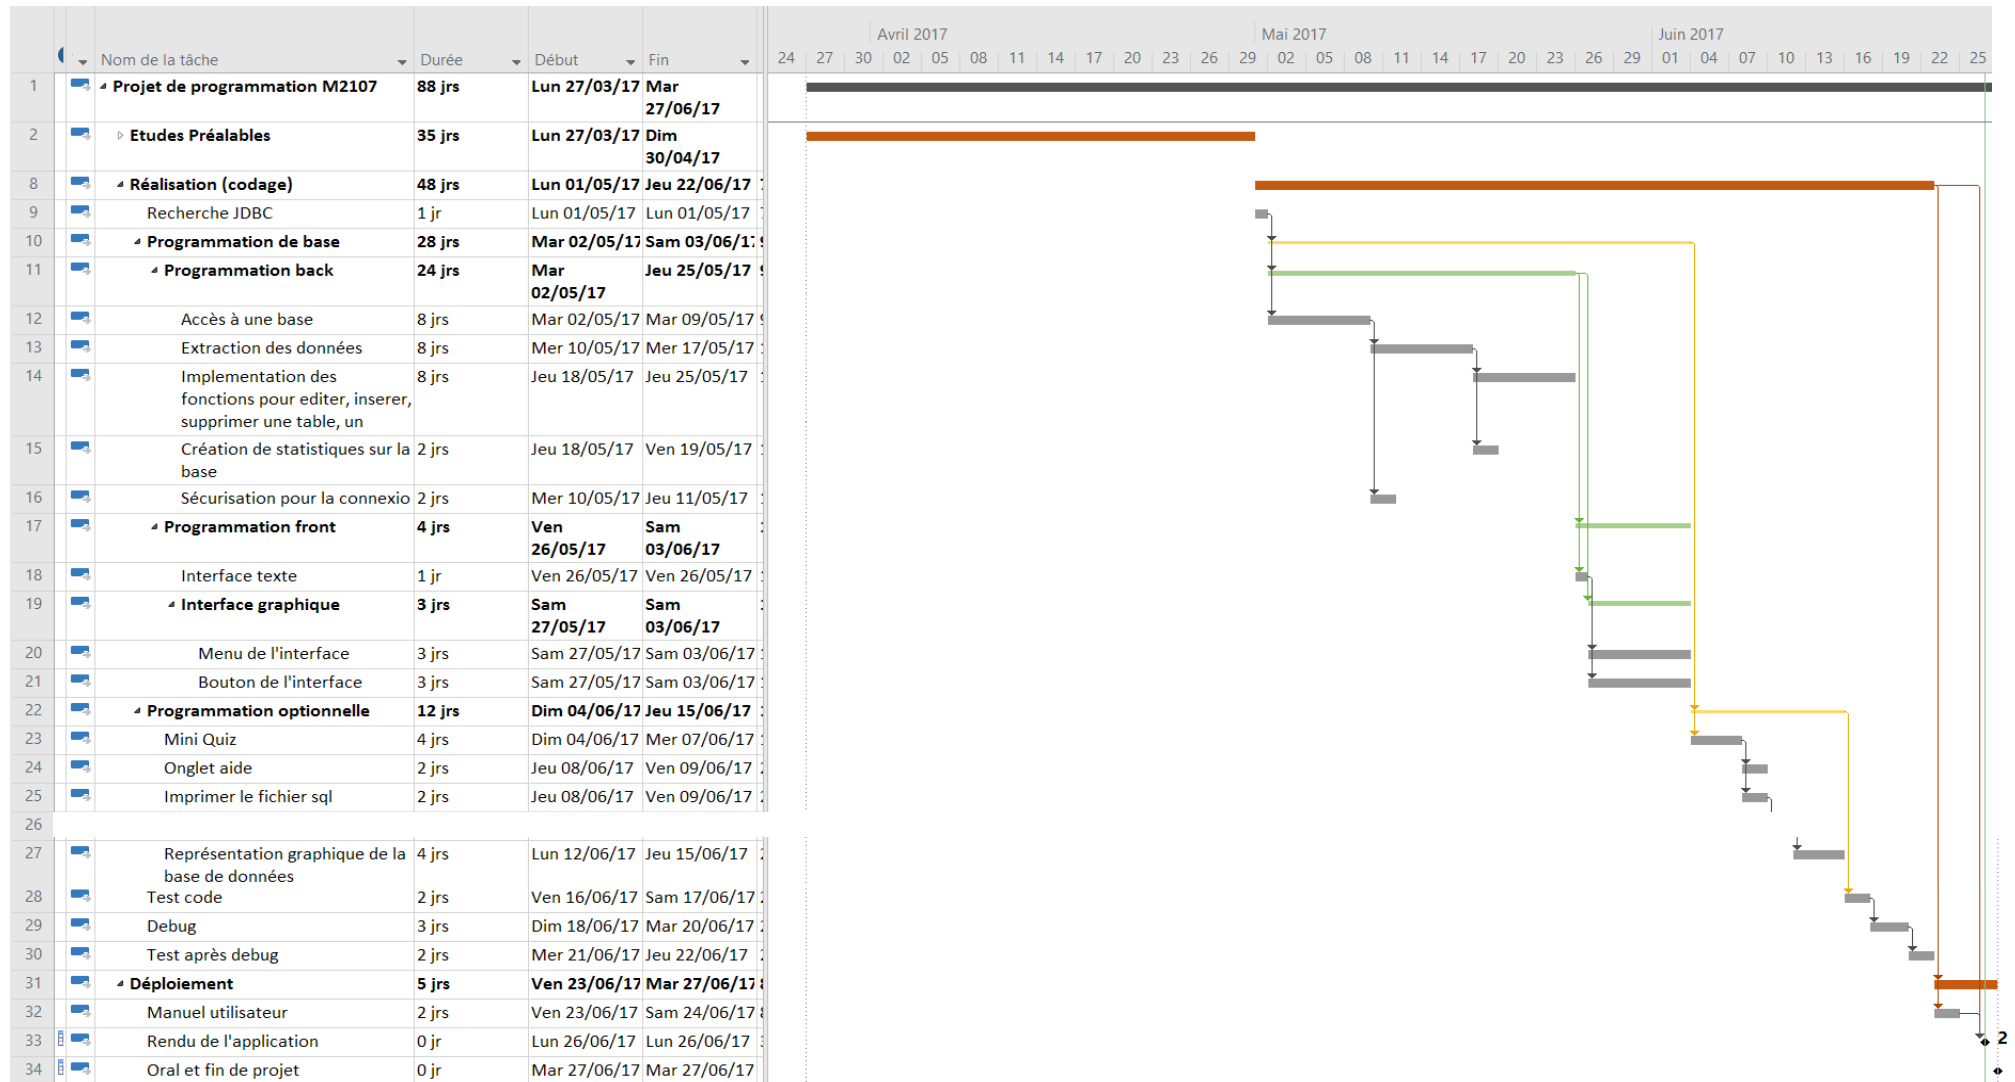 Avril 2017 Mai 2017 Juin 2017
Nom de la tâche Durée Début Fin 24 27 30 02 05 08 11 14 17 20 23 26 29 02 05 08 11 14 17 20 23 26 29 01 04 07 10 13 16 19 22 25
1 Projet de programmation M2107 88 jrs Lun 27/03/17 Mar
27/06/17
2 Etudes Préalables 35 jrs Lun 27/03/17 Dim
30/04/17
8 Réalisation (codage) 48 jrs Lun 01/05/17 Jeu 22/06/17
9 Recherche JDBC 1 jr Lun 01/05/17 Lun 01/05/17
10 Programmation de base 28 jrs Mar 02/05/17 Sam 03/06/17
11 Programmation back 24 jrs Mar Jeu 25/05/17
02/05/17
12 Accès à une base 8 jrs Mar 02/05/17 Mar 09/05/17
13 Extraction des données 8 jrs Mer 10/05/17 Mer 17/05/17
14 Implementation des 8 jrs Jeu 18/05/17 Jeu 25/05/17
fonctions pour editer, inserer,
supprimer une table, un
15 Création de statistiques sur la 2 jrs Jeu 18/05/17 Ven 19/05/17
base
16 Sécurisation pour la connexio 2 jrs Mer 10/05/17 Jeu 11/05/17
17 Programmation front 4 jrs Ven Sam
26/05/17 03/06/17
18 Interface texte 1 jr Ven 26/05/17 Ven 26/05/17
19 Interface graphique 3 jrs Sam Sam
27/05/17 03/06/17
20 Menu de l'interface 3 jrs Sam 27/05/17 Sam 03/06/17
21 Bouton de l'interface 3 jrs Sam 27/05/17 Sam 03/06/17
22 Programmation optionnelle 12 jrs Dim 04/06/17 Jeu 15/06/17
23 Mini Quiz 4 jrs Dim 04/06/17 Mer 07/06/17
24 Onglet aide 2 jrs Jeu 08/06/17 Ven 09/06/17
25 Imprimer le fichier sql 2 jrs Jeu 08/06/17 Ven 09/06/17
26
27 Représentation graphique de la 4 jrs Lun 12/06/17 Jeu 15/06/17
base de données
28 Test code 2 jrs Ven 16/06/17 Sam 17/06/17
29 Debug 3 jrs Dim 18/06/17 Mar 20/06/17
30 Test après debug 2 jrs Mer 21/06/17 Jeu 22/06/17
31 Déploiement 5 jrs Ven 23/06/17 Mar 27/06/17
32 Manuel utilisateur 2 jrs Ven 23/06/17 Sam 24/06/17
33 Rendu de l'application 0 jr Lun 26/06/17 Lun 26/06/17 2
34 Oral et fin de projet 0 jr Mar 27/06/17 Mar 27/06/17